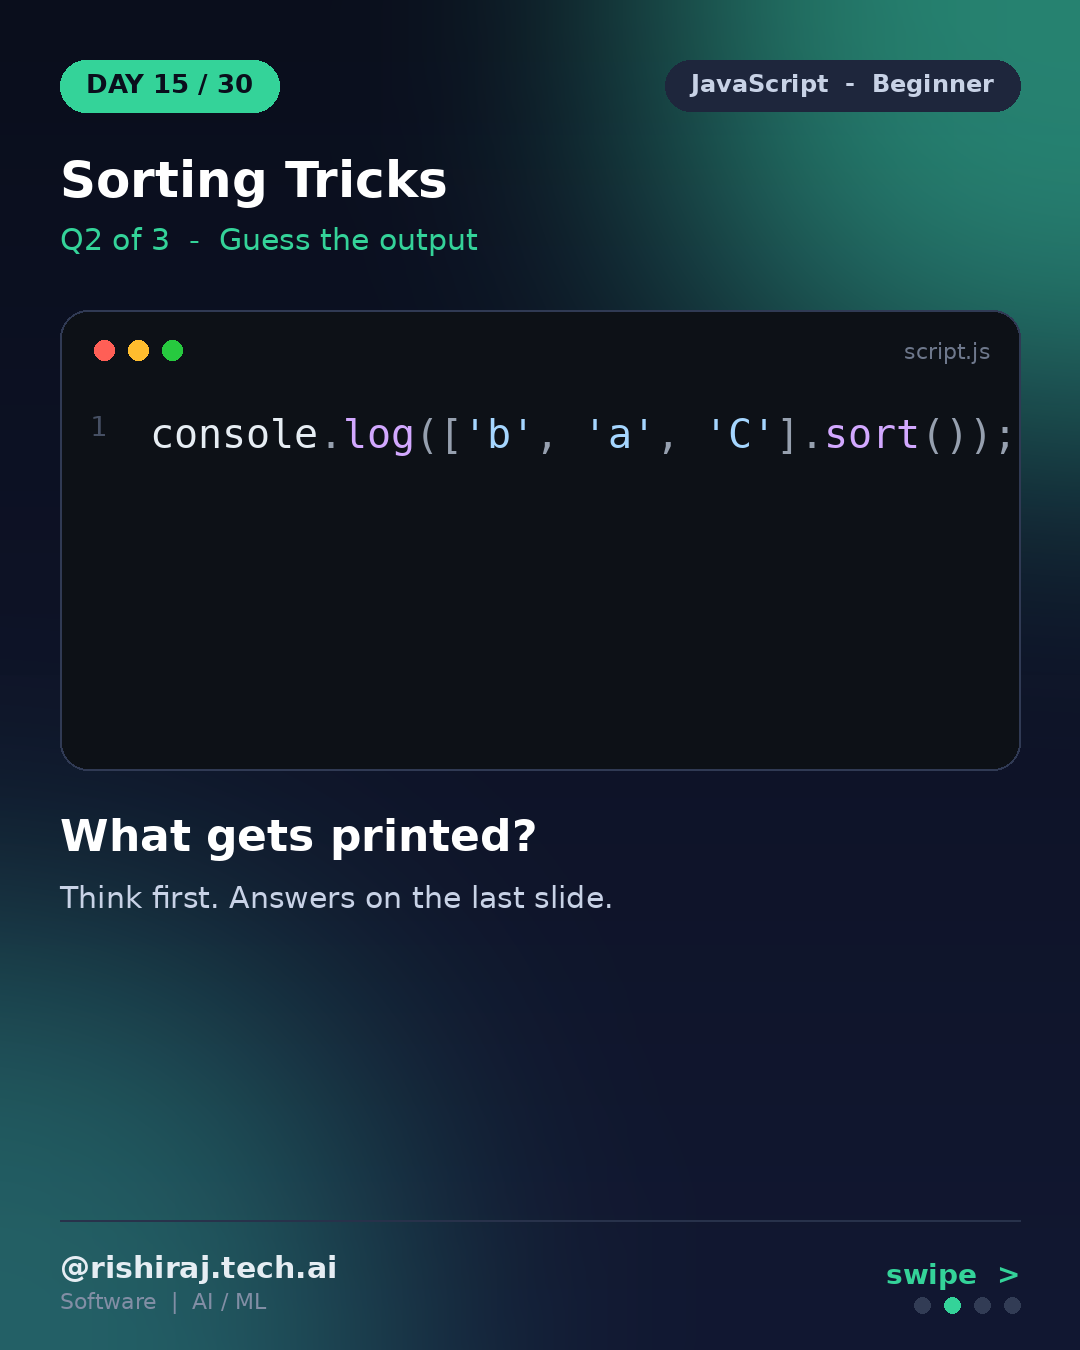 DAY 15 / 30
JavaScript - Beginner
Sorting Tricks
Q2 of 3 - Guess the output
script.js
1 console.log(['b', 'a', 'C'].sort());
What gets printed?
Think first. Answers on the last slide.
@rishiraj.tech.ai
Software | AI / ML
swipe >